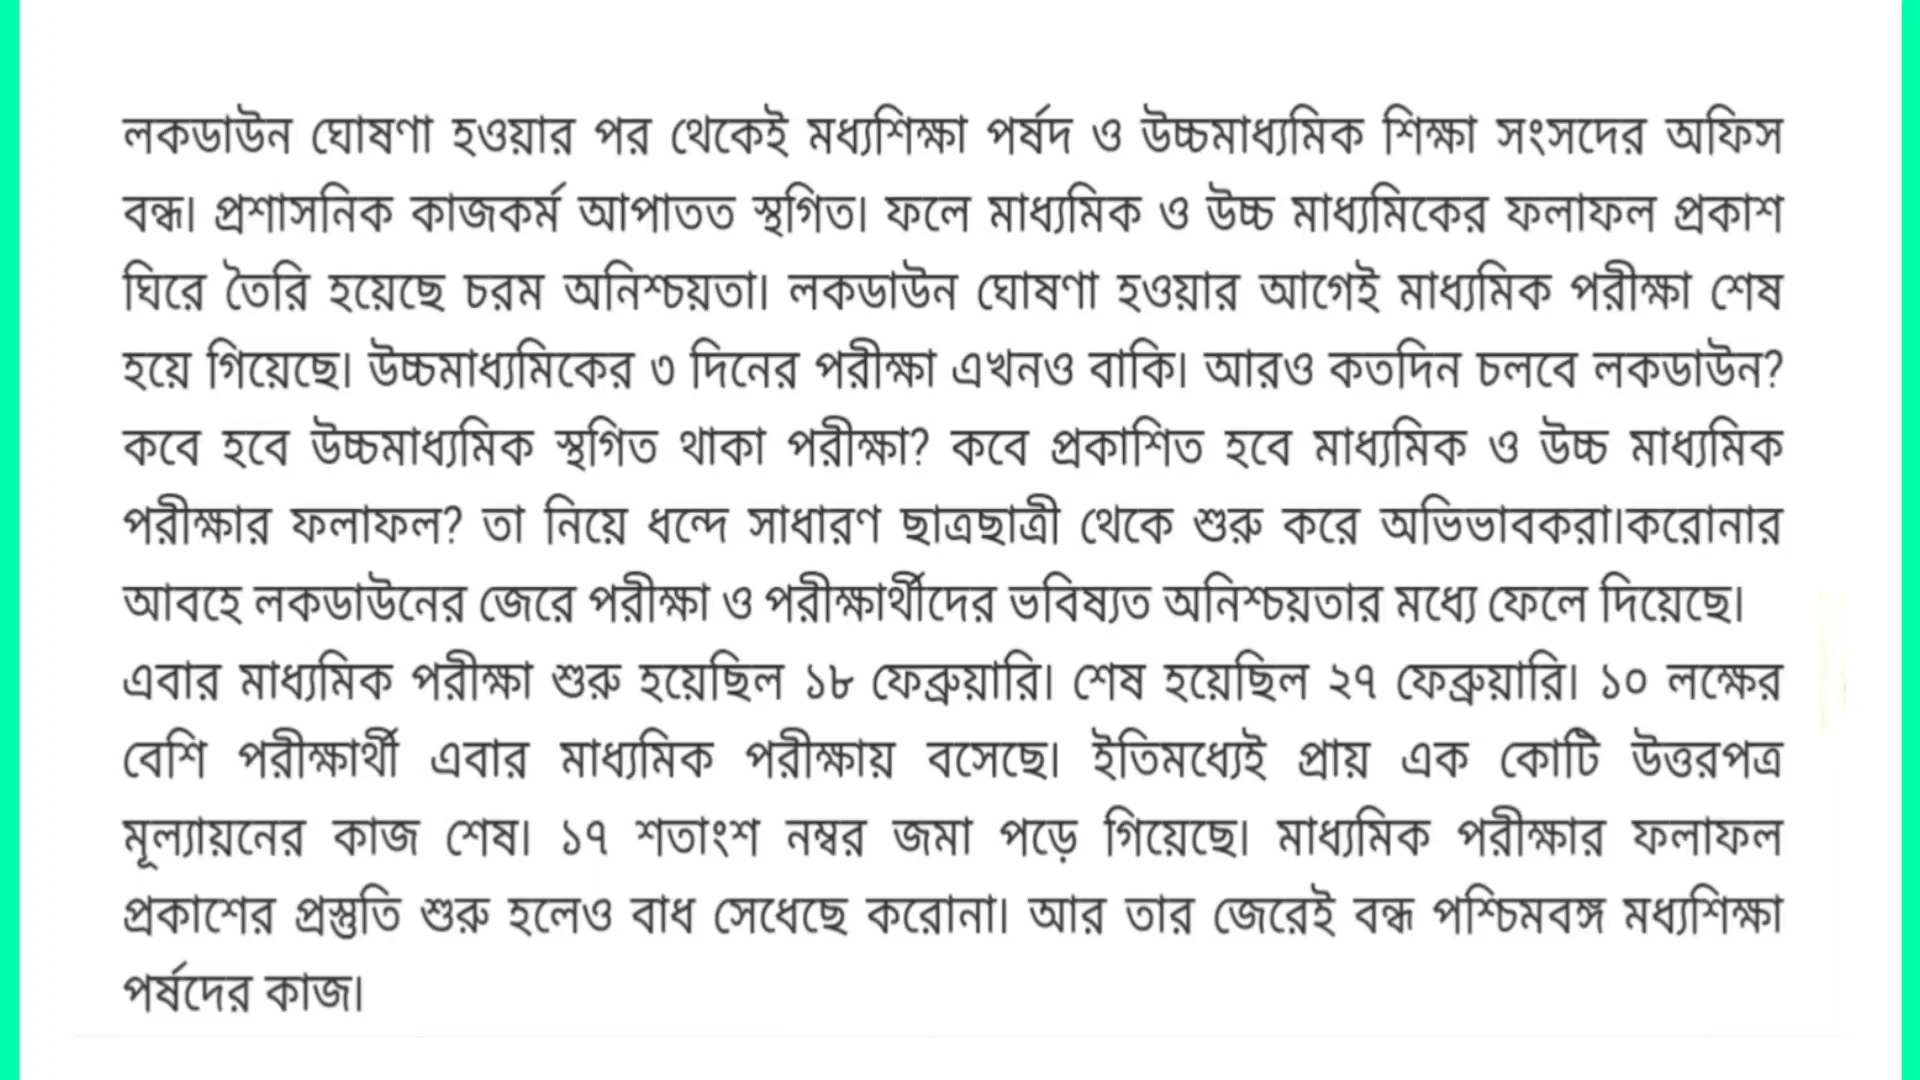 লকডাউন ঘোষণা হওয়ার পর থেকেই মধ্যশিক্ষা পর্ষদ ও উচ্চমাধ্যমিক শিক্ষা সংসদের অফিস
বন্ধ। প্রশাসনিক কাজকর্ম আপাতত স্থগিত। ফলে মাধ্যমিক ও উচ্চ মাধ্যমিকের ফলাফল প্রকাশ
ঘিরে তৈরি হয়েছে চরম অনিশ্চয়তা। লকডাউন ঘোষণা হওয়ার আগেই মাধ্যমিক পরীক্ষা শেষ
হয়ে গিয়েছে। উচ্চমাধ্যমিকের ৩ দিনের পরীক্ষা এখনও বাকি। আরও কতদিন চলবে লকডাউন?
কবে হবে উচ্চমাধ্যমিক স্থগিত থাকা পরীক্ষা? কবে প্রকাশিত হবে মাধ্যমিক ও উচ্চ মাধ্যমিক
পরীক্ষার ফলাফল? তা নিয়ে ধন্দে সাধারণ ছাত্রছাত্রী থেকে শুরু করে অভিভাবকরা।করোনার
আবহে লকডাউনের জেরে পরীক্ষা ও পরীক্ষার্থীদের ভবিষ্যত অনিশ্চয়তার মধ্যে ফেলে দিয়েছে।
এবার মাধ্যমিক পরীক্ষা শুরু হয়েছিল ১৮ ফেব্রুয়ারি। শেষ হয়েছিল ২৭ ফেব্রুয়ারি। ১০ লক্ষের
বেশি পরীক্ষার্থী এবার মাধ্যমিক পরীক্ষায় বসেছে। ইতিমধ্যেই প্রায় এক কোটি উত্তরপত্র
মূল্যায়নের কাজ শেষ। ১৭ শতাংশ নম্বর জমা পড়ে গিয়েছে। মাধ্যমিক পরীক্ষার ফলাফল
প্রকাশের প্রস্তুতি শুরু হলেও বাধ সেধেছে করোনা। আর তার জেরেই বন্ধ পশ্চিমবঙ্গ মধ্যশিক্ষা
পর্ষদের কাজ।